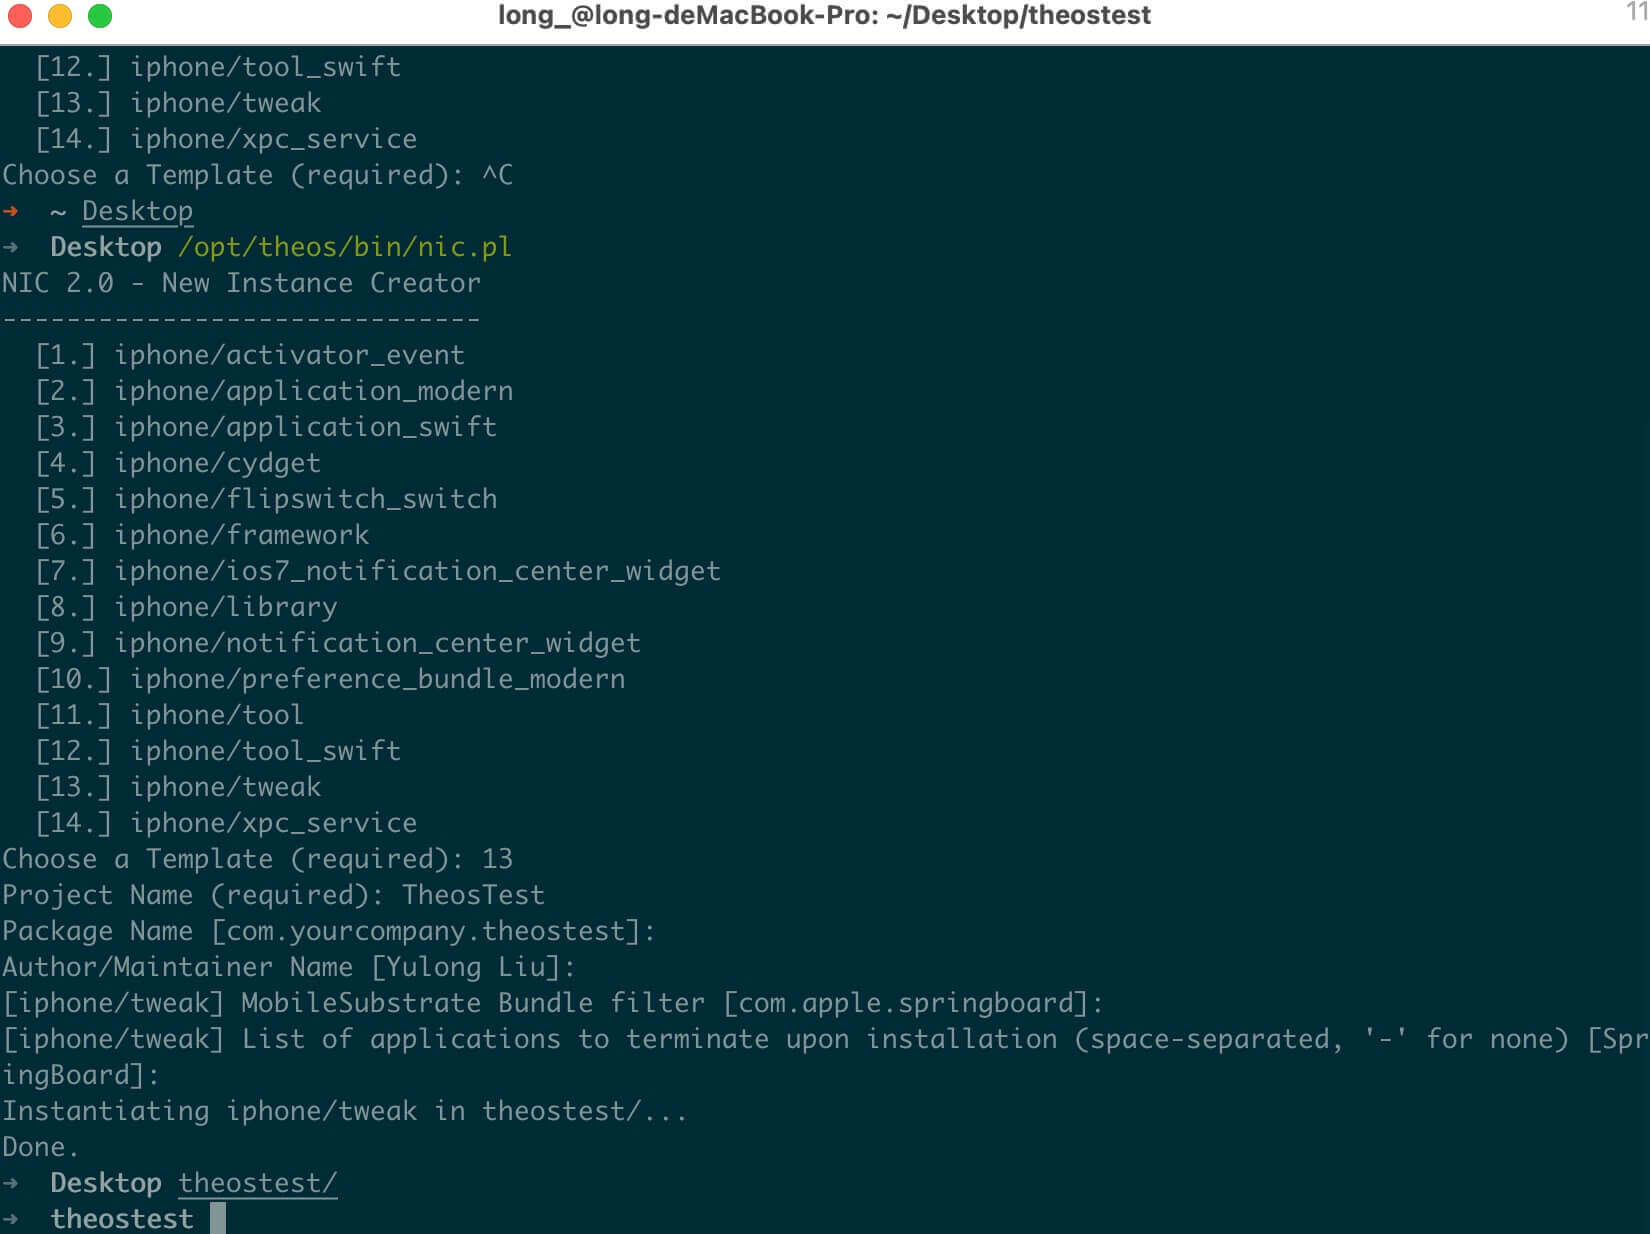 long_@long-deMacBook-Pro: ~/Desktop/theostest
11
[12.] iphone/tool_swift
[13.] iphone/tweak
[14.] iphone/xpc_service
Choose a Template (required): ^C
➜ ~ Desktop
➜ Desktop /opt/theos/bin/nic.pl
NIC 2.0 - New Instance Creator
------------------------------
[1.] iphone/activator_event
[2.] iphone/application_modern
[3.] iphone/application_swift
[4.] iphone/cydget
[5.] iphone/flipswitch_switch
[6.] iphone/framework
[7.] iphone/ios7_notification_center_widget
[8.] iphone/library
[9.] iphone/notification_center_widget
[10.] iphone/preference_bundle_modern
[11.] iphone/tool
[12.] iphone/tool_swift
[13.] iphone/tweak
[14.] iphone/xpc_service
Choose a Template (required): 13
Project Name (required): TheosTest
Package Name [com.yourcompany.theostest]:
Author/Maintainer Name [Yulong Liu]:
[iphone/tweak] MobileSubstrate Bundle filter [com.apple.springboard]:
[iphone/tweak] List of applications to terminate upon installation (space-separated, '-' for none) [Spr
ingBoard]:
Instantiating iphone/tweak in theostest/...
Done.
➜ Desktop theostest/
➜ theostest